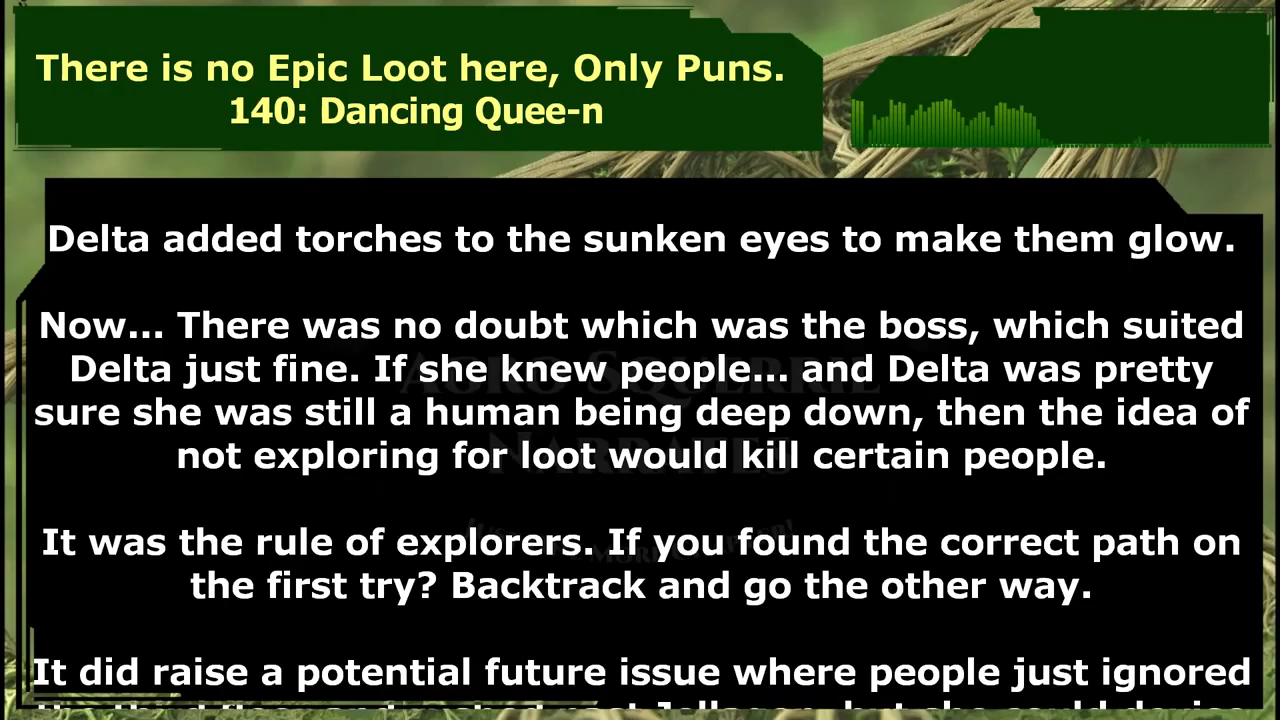 There is no Epic Loot here, Only Puns.
140: Dancing Quee-n
Delta added torches to the sunken eyes to make them glow.
Now... There was no doubt which was the boss, which suited
Delta just fine. If she knew people... and Delta was pretty
sure she was still a human being deep down, then the idea of
not exploring for loot would kill certain people.
It was the rule of explorers. If you found the correct path on
the first try? Backtrack and go the other way.
It did raise a potential future issue where people just ignored